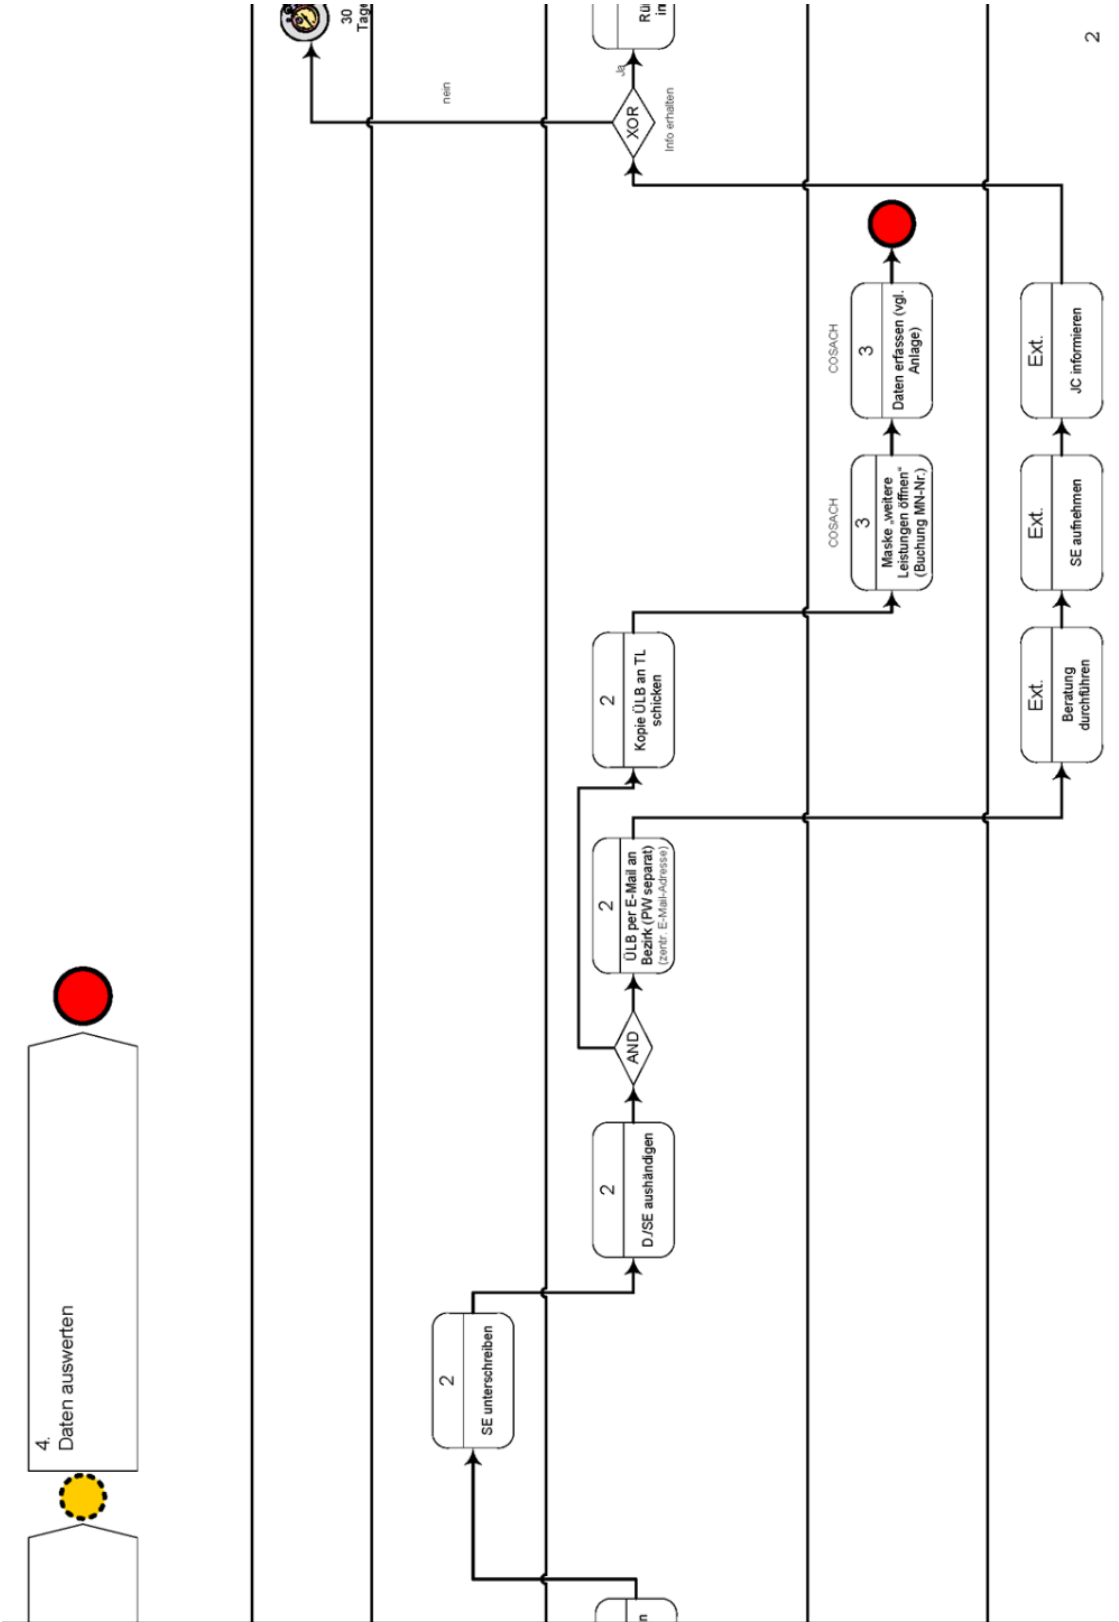 4.
Daten auswerten
n
2
SE unterschreiben
2
D./SE aushändigen
AND
2
ÜLB per E-Mail an
Bezirk (PW separat)
(zentr. E-Mail-Adresse)
2
Kopie ÜLB an TL
schicken
COSACH
3
Maske „weitere
Leistungen öffnen“
(Buchung MN-Nr.)
COSACH
3
Daten erfassen (vgl.
Anlage)
Ext.
Beratung
durchführen
Ext.
SE aufnehmen
Ext.
JC informieren
XOR
Info erhalten
Ja
nein
30
Tage
Rü
in
2